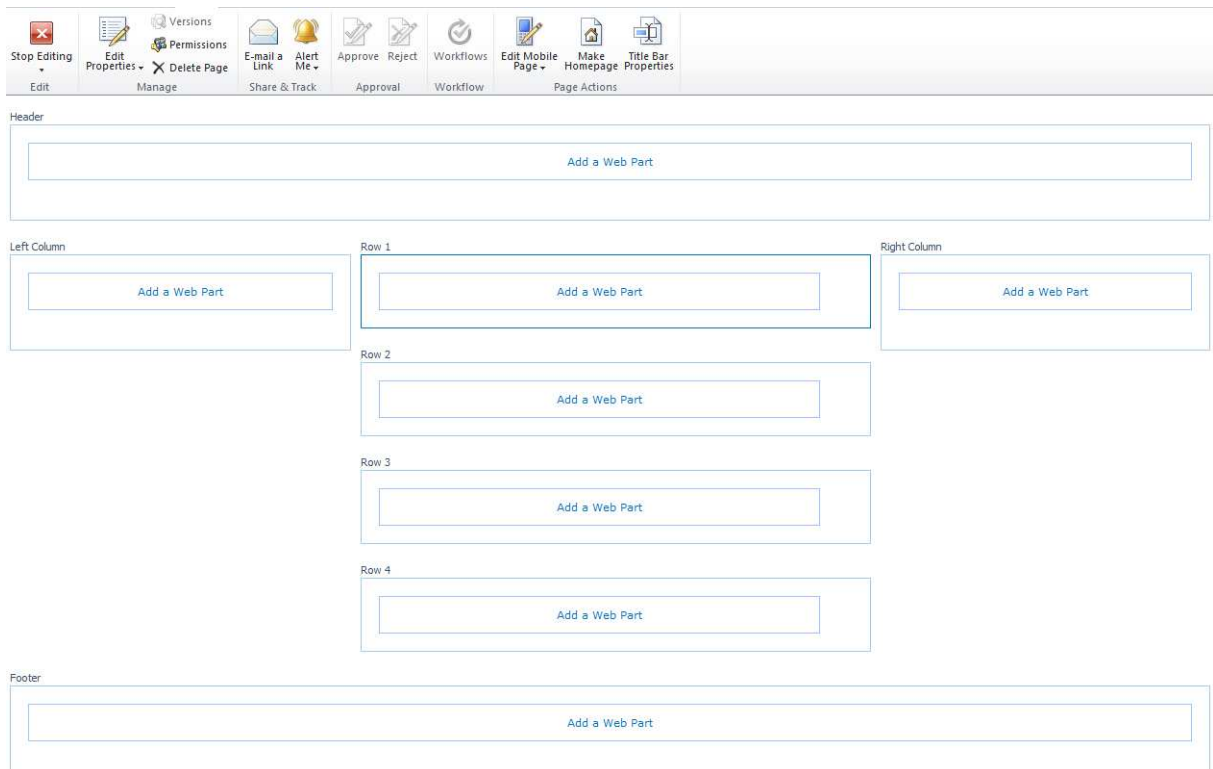 Versions
Permissions
Delete Page
Stop Editing
Edit
Properties
E-mail a
Link
Alert
Me
Approve
Reject
Workflows
Edit Mobile
Page
Make
Homepage
Title Bar
Properties
Edit
Manage
Share & Track
Approval
Workflow
Page Actions
Header
Add a Web Part
Left Column
Row 1
Right Column
Add a Web Part
Add a Web Part
Add a Web Part
Row 2
Add a Web Part
Row 3
Add a Web Part
Row 4
Add a Web Part
Footer
Add a Web Part